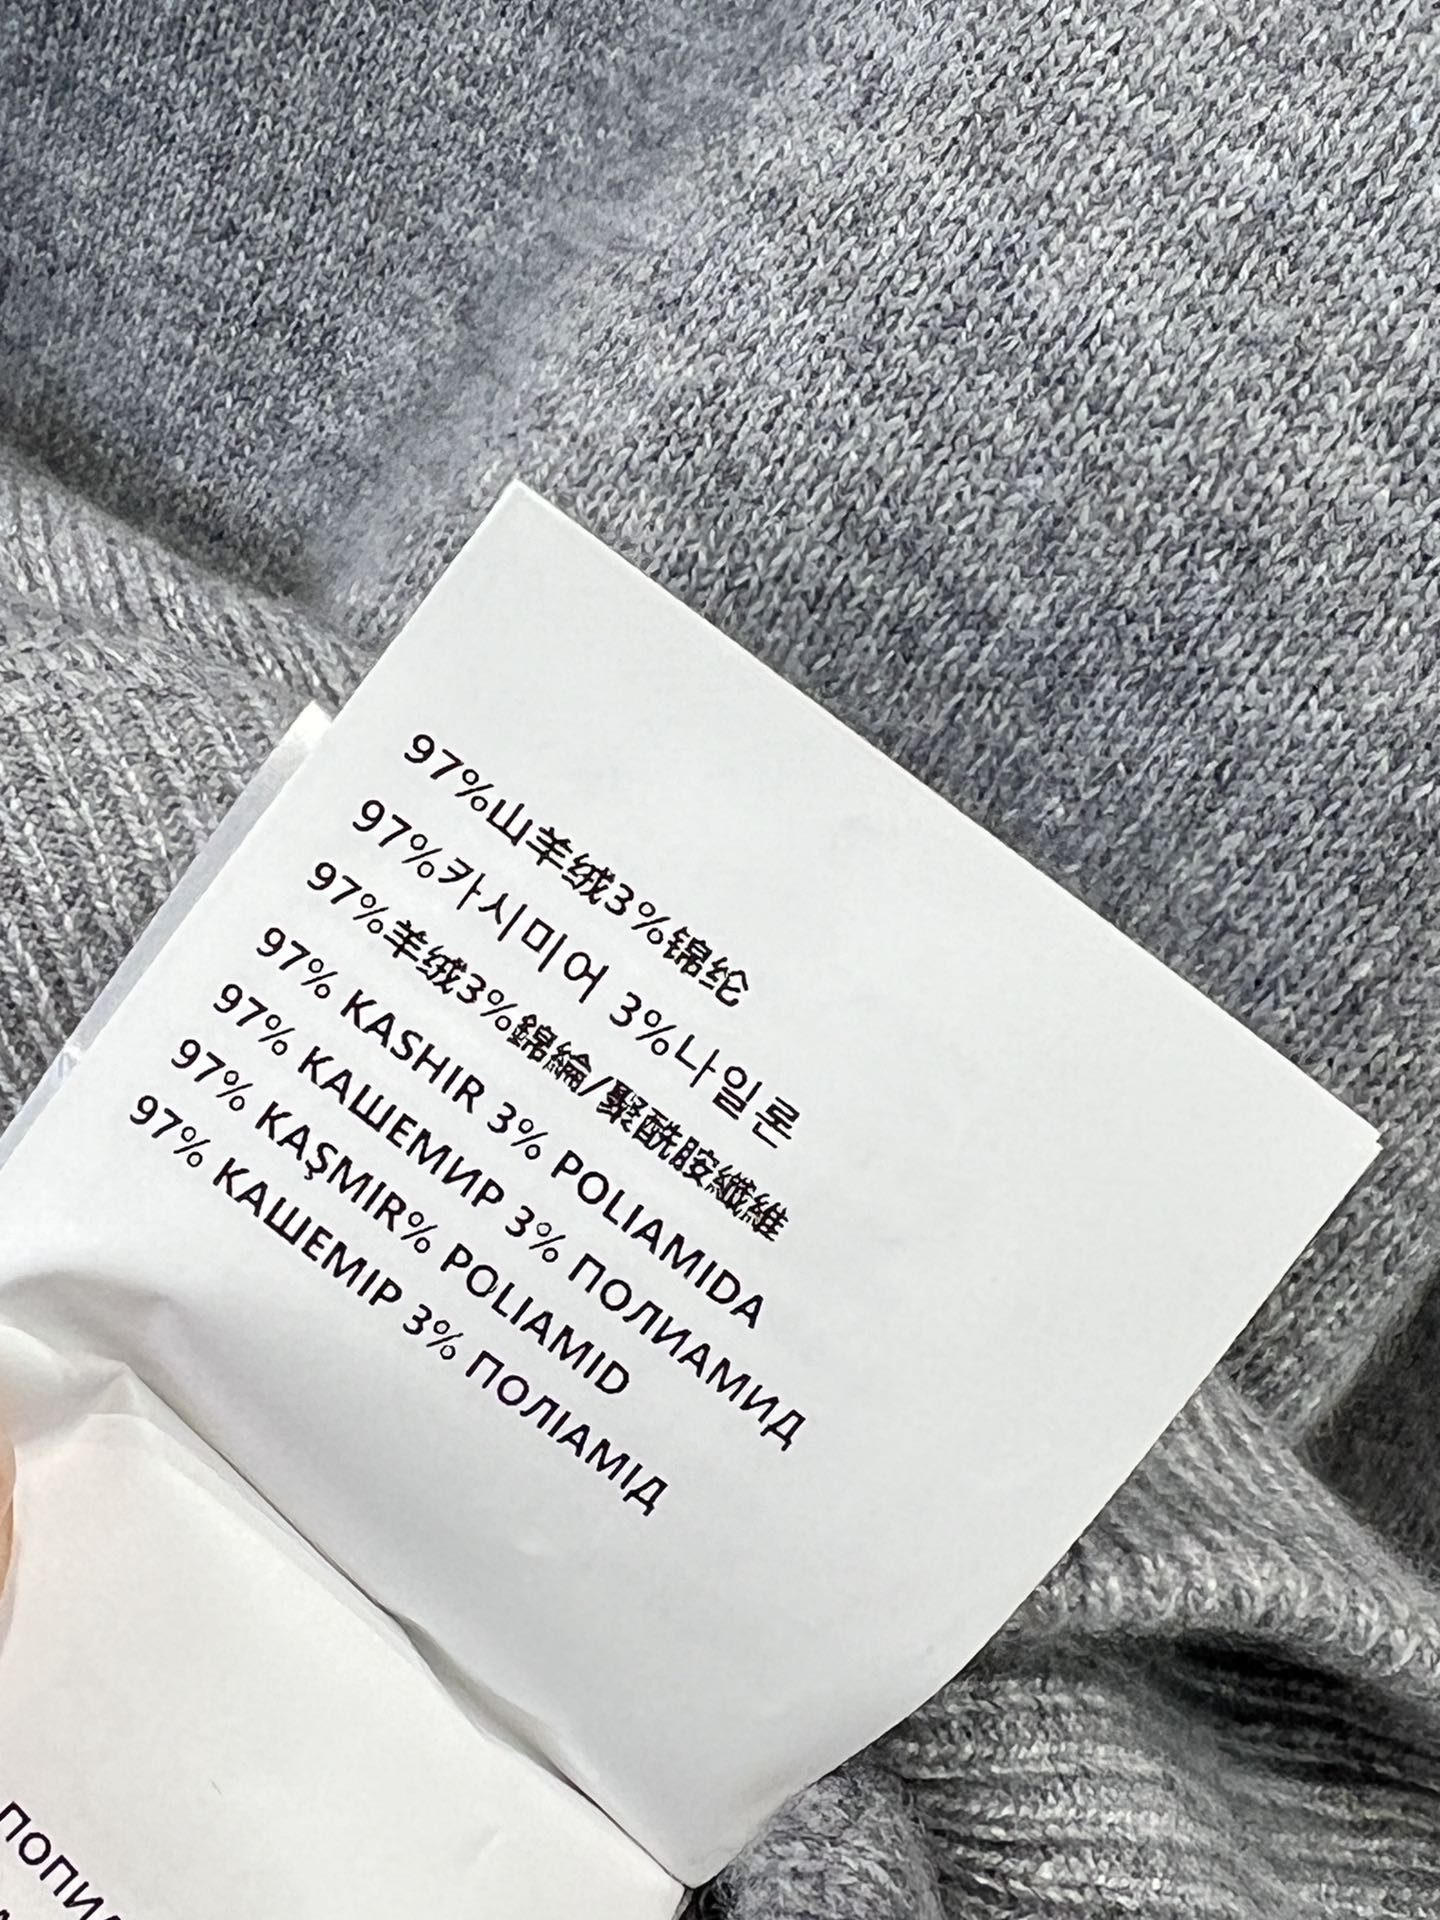 97%山羊绒3%锦纶
97%카시미어 3%나일론
97%羊绒3%錦綸/聚酰胺纖維
97% KASHIR 3% POLIAMIDA
97% КАШЕМИР 3% ПОЛИАМИД
97% KAŞMIR% POLIAMID
97% КАШЕМІР 3% ПОЛІАМІД